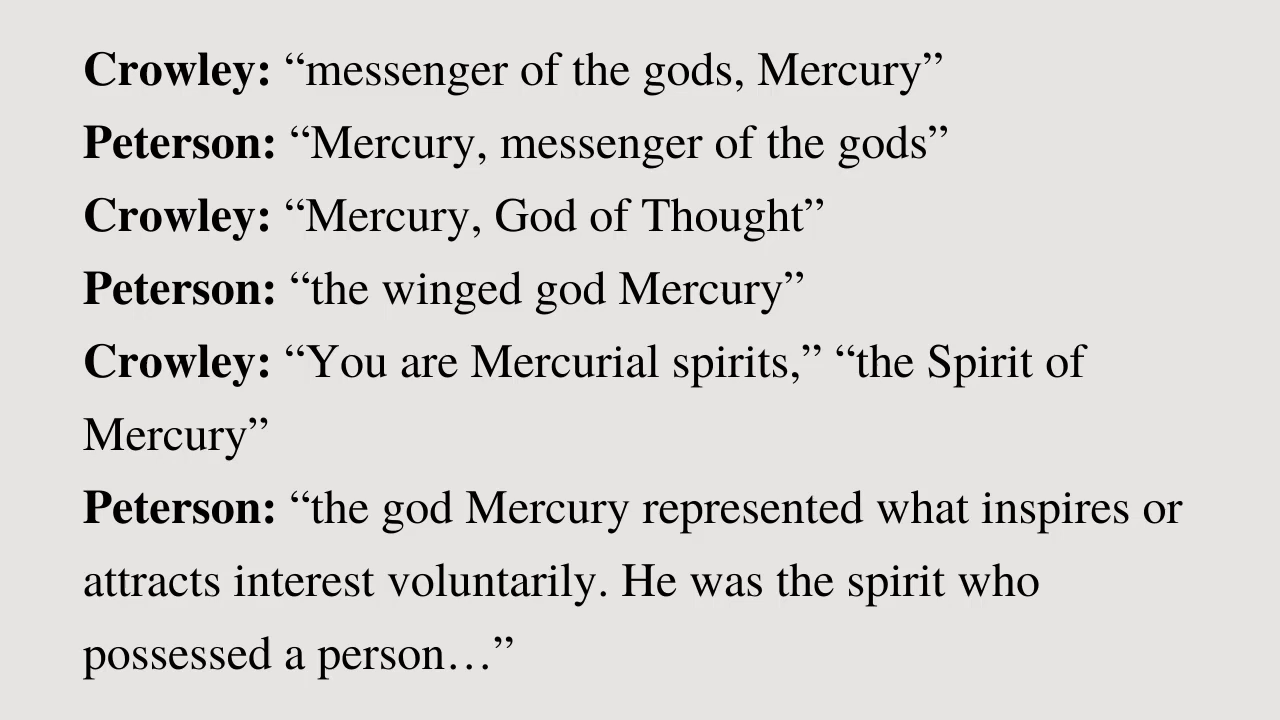 Crowley: “messenger of the gods, Mercury”
Peterson: “Mercury, messenger of the gods”
Crowley: “Mercury, God of Thought”
Peterson: “the winged god Mercury”
Crowley: “You are Mercurial spirits,” “the Spirit of
Mercury”
Peterson: “the god Mercury represented what inspires or
attracts interest voluntarily. He was the spirit who
possessed a person…”